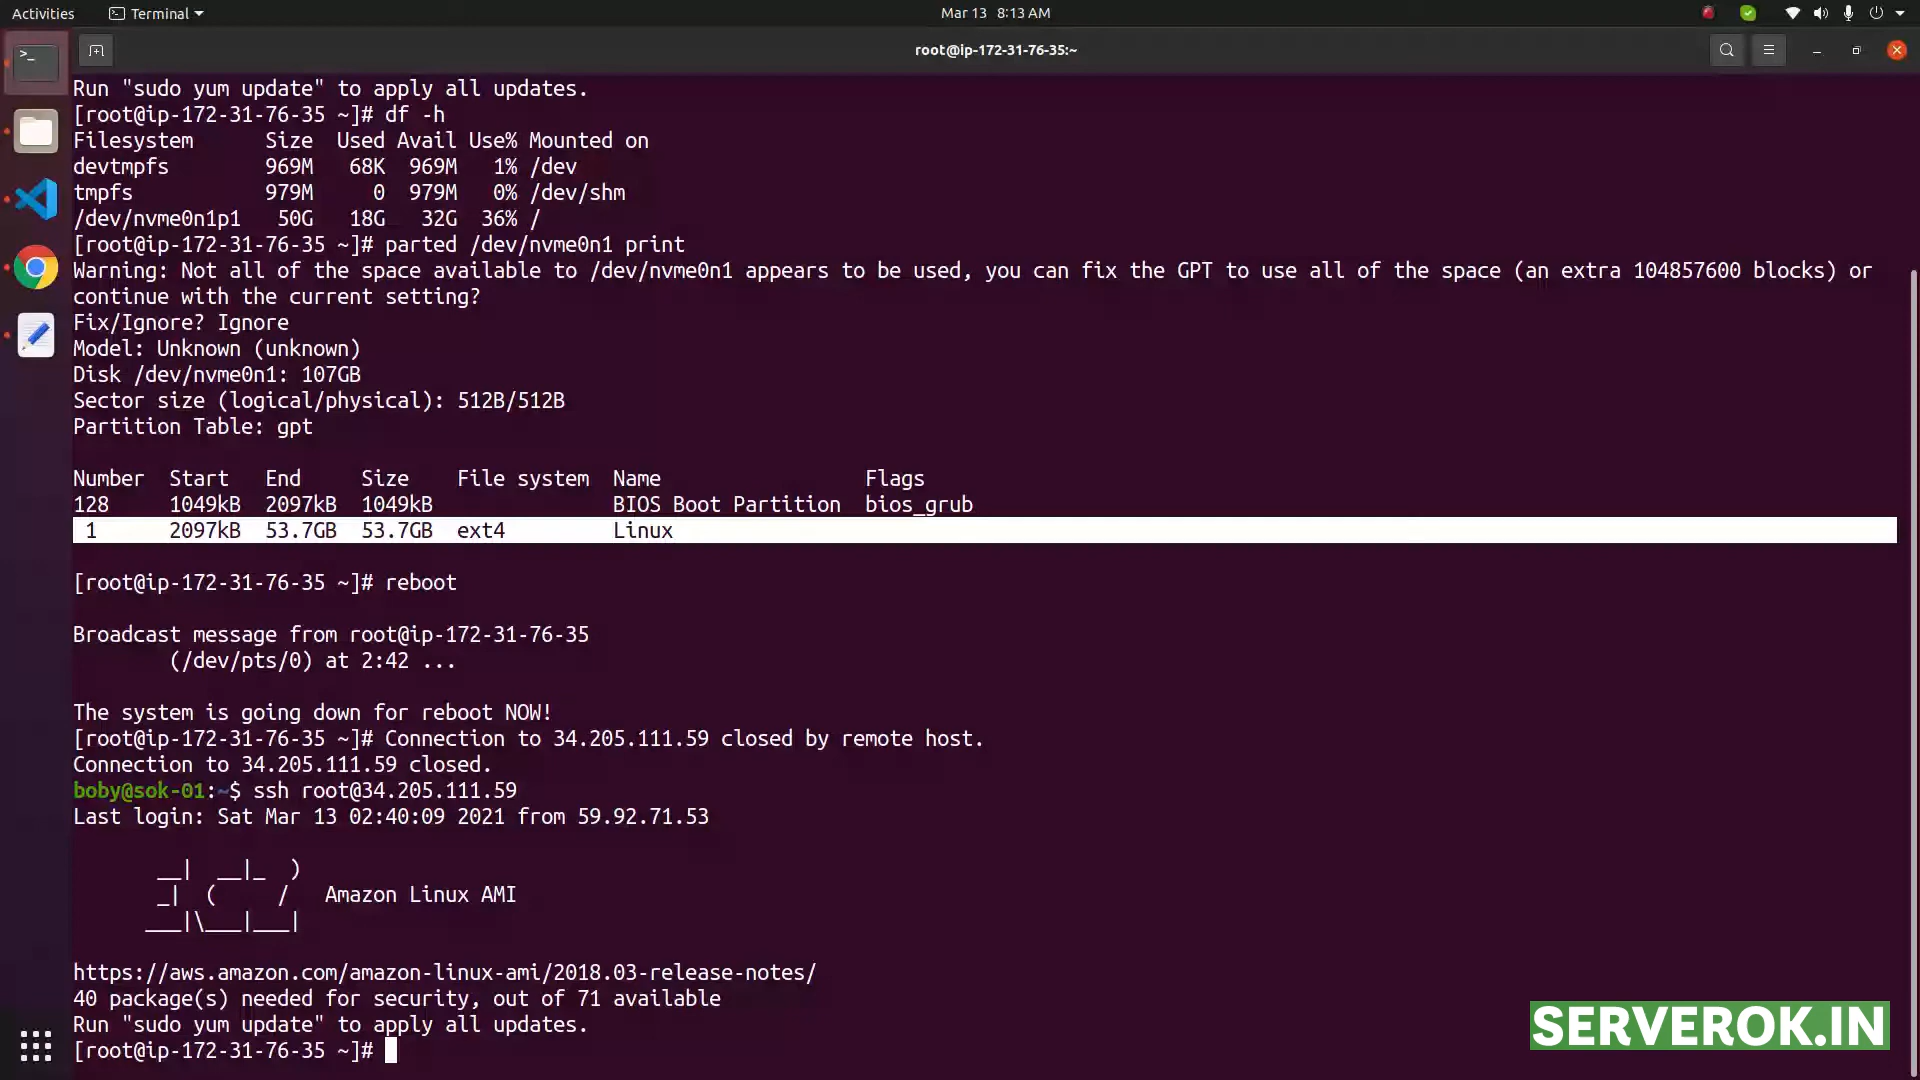 Activities Terminal Mar 13 8:13 AM
root@ip-172-31-76-35:~
Run "sudo yum update" to apply all updates.
[root@ip-172-31-76-35 ~]# df -h
Filesystem      Size  Used Avail Use% Mounted on
devtmpfs        969M   68K  969M   1% /dev
tmpfs           979M     0  979M   0% /dev/shm
/dev/nvme0n1p1   50G   18G   32G  36% /
[root@ip-172-31-76-35 ~]# parted /dev/nvme0n1 print
Warning: Not all of the space available to /dev/nvme0n1 appears to be used, you can fix the GPT to use all of the space (an extra 104857600 blocks) or
continue with the current setting?
Fix/Ignore? Ignore
Model: Unknown (unknown)
Disk /dev/nvme0n1: 107GB
Sector size (logical/physical): 512B/512B
Partition Table: gpt
Number  Start   End     Size    File system  Name                 Flags
128     1049kB  2097kB  1049kB               BIOS Boot Partition  bios_grub
 1      2097kB  53.7GB  53.7GB  ext4         Linux
[root@ip-172-31-76-35 ~]# reboot
Broadcast message from root@ip-172-31-76-35
        (/dev/pts/0) at 2:42 ...
The system is going down for reboot NOW!
[root@ip-172-31-76-35 ~]# Connection to 34.205.111.59 closed by remote host.
Connection to 34.205.111.59 closed.
boby@sok-01:~$ ssh root@34.205.111.59
Last login: Sat Mar 13 02:40:09 2021 from 59.92.71.53
       __|  __|_  )
       _|  (     /   Amazon Linux AMI
      ___|\___|___|
https://aws.amazon.com/amazon-linux-ami/2018.03-release-notes/
40 package(s) needed for security, out of 71 available
Run "sudo yum update" to apply all updates.
[root@ip-172-31-76-35 ~]#
SERVEROK.IN